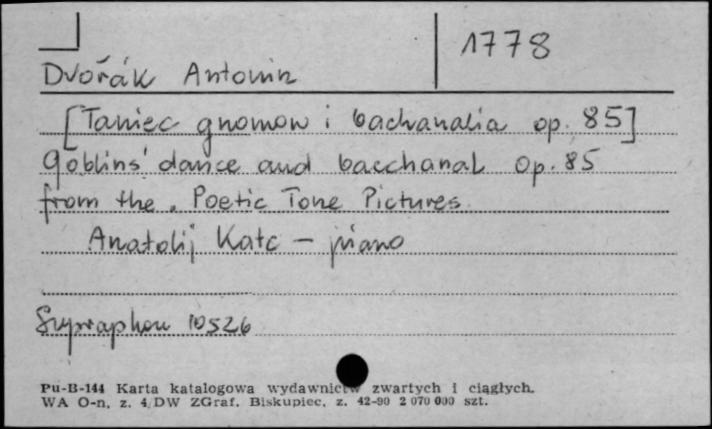 1778
Dvořák Antonin
[Taniec gnomow i bachanalia op. 85]
Goblins' dance and bacchanal Op. 85
from the "Poetic Tone Pictures
Anatolij Katc - piano
Supraphon 10526
Pu-B-144 Karta katalogowa wydawnictw zwartych i ciągłych.
WA O-n, z. 4/DW ZGraf. Biskupiec, z. 42-90 2 070 000 szt.